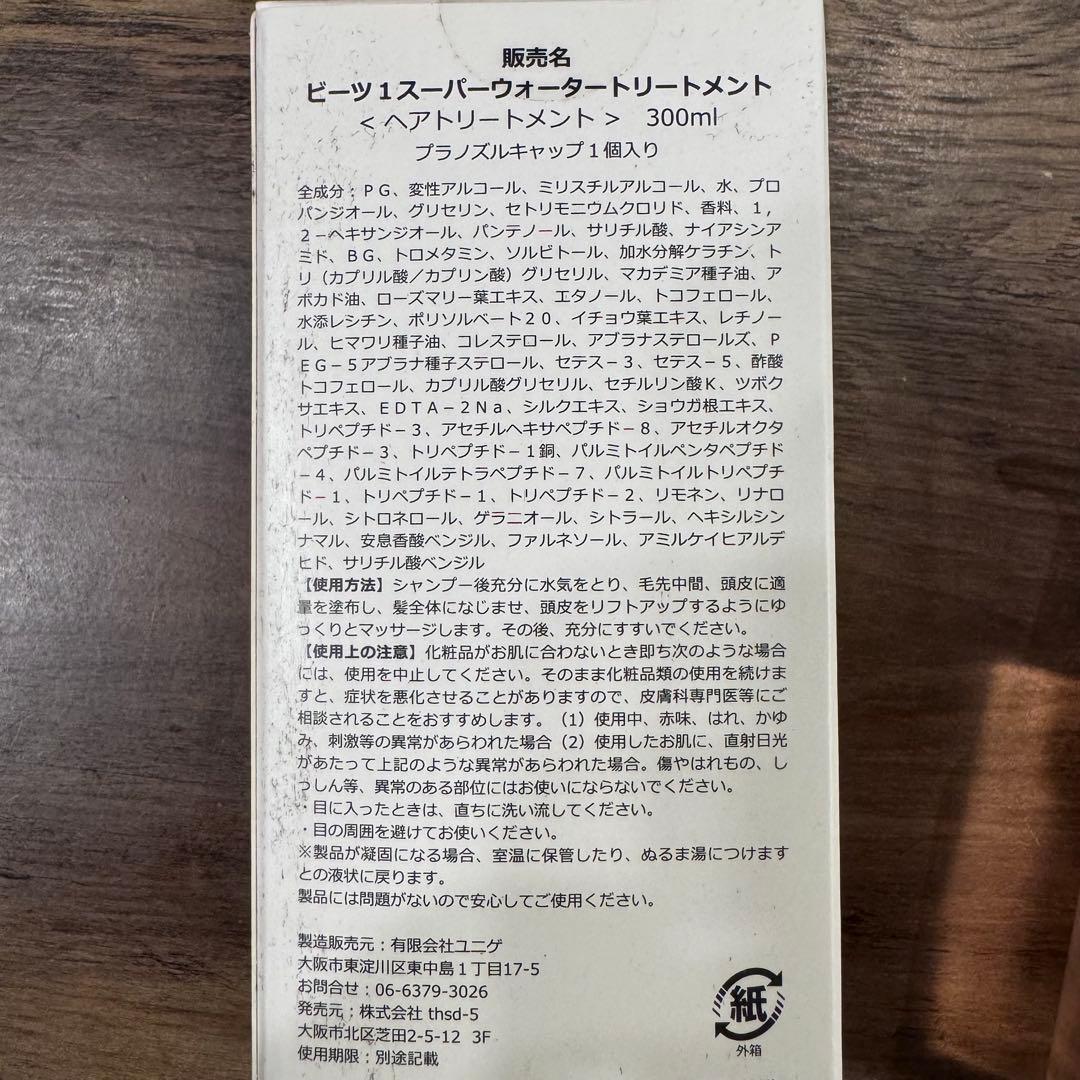 販売名
ビーツ１スーパーウォータートリートメント
＜ヘアトリートメント＞　300ml
プラノズルキャップ１個入り
全成分：ＰＧ、変性アルコール、ミリスチルアルコール、水、プロ
パンジオール、グリセリン、セトリモニウムクロリド、香料、１，
２－ヘキサンジオール、パンテノール、サリチル酸、ナイアシンア
ミド、ＢＧ、トロメタミン、ソルビトール、加水分解ケラチン、ト
リ（カプリル酸／カプリン酸）グリセリル、マカデミア種子油、ア
ボカド油、ローズマリー葉エキス、エタノール、トコフェロール、
水添レシチン、ポリソルベート２０、イチョウ葉エキス、レチノー
ル、ヒマワリ種子油、コレステロール、アブラナステロールズ、Ｐ
ＥＧ－５アブラナ種子ステロール、セテス－３、セテス－５、酢酸
トコフェロール、カプリル酸グリセリル、セチルリン酸Ｋ、ツボク
サエキス、ＥＤＴＡ－２Ｎａ、シルクエキス、ショウガ根エキス、
トリペプチド－３、アセチルヘキサペプチド－８、アセチルオクタ
ペプチド－３、トリペプチド－１銅、パルミトイルペンタペプチド
－４、パルミトイルテトラペプチド－７、パルミトイルトリペプチ
ド－１、トリペプチド－１、トリペプチド－２、リモネン、リナロ
ール、シトロネロール、ゲラニオール、シトラール、ヘキシルシン
ナマル、安息香酸ベンジル、ファルネソール、アミルケイヒアルデ
ヒド、サリチル酸ベンジル
【使用方法】シャンプー後充分に水気をとり、毛先中間、頭皮に適
量を塗布し、髪全体になじませ、頭皮をリフトアップするようにゆ
っくりとマッサージします。その後、充分にすすいでください。
【使用上の注意】化粧品がお肌に合わないとき即ち次のような場合
には、使用を中止してください。そのまま化粧品類の使用を続けま
すと、症状を悪化させることがありますので、皮膚科専門医等にご
相談されることをおすすめします。（1）使用中、赤味、はれ、かゆ
み、刺激等の異常があらわれた場合（2）使用したお肌に、直射日光
があたって上記のような異常があらわれた場合。傷やはれもの、し
っしん等、異常のある部位にはお使いにならないでください。
・目に入ったときは、直ちに洗い流してください。
・目の周囲を避けてお使いください。
※製品が凝固になる場合、室温に保管したり、ぬるま湯につけます
との液状に戻ります。
製品には問題がないので安心してご使用ください。
製造販売元：有限会社ユニゲ
大阪市東淀川区東中島１丁目17-5
お問合せ：06-6379-3026
発売元：株式会社 thsd-5
大阪市北区芝田2-5-12 3F
使用期限：別途記載
紙
外箱